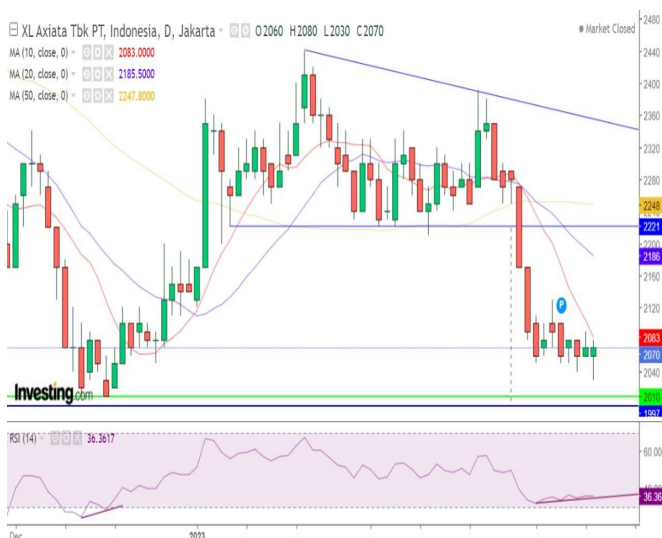 XL Axiata Tbk PT, Indonesia, D, Jakarta O2060 H2080 L2030 C2070
Market Closed
MA (10, close, 0) 2083.0000
MA (20, close, 0) 2185.5000
MA (50, close, 0) 2247.8000
2480
2440
2400
2360
2320
2280
2248
2221
2186
2160
2120
2083
2070
2040
2010
1997
P
Investing.com
RSI (14) 36.3617
60.00
36.36
Dec
2023